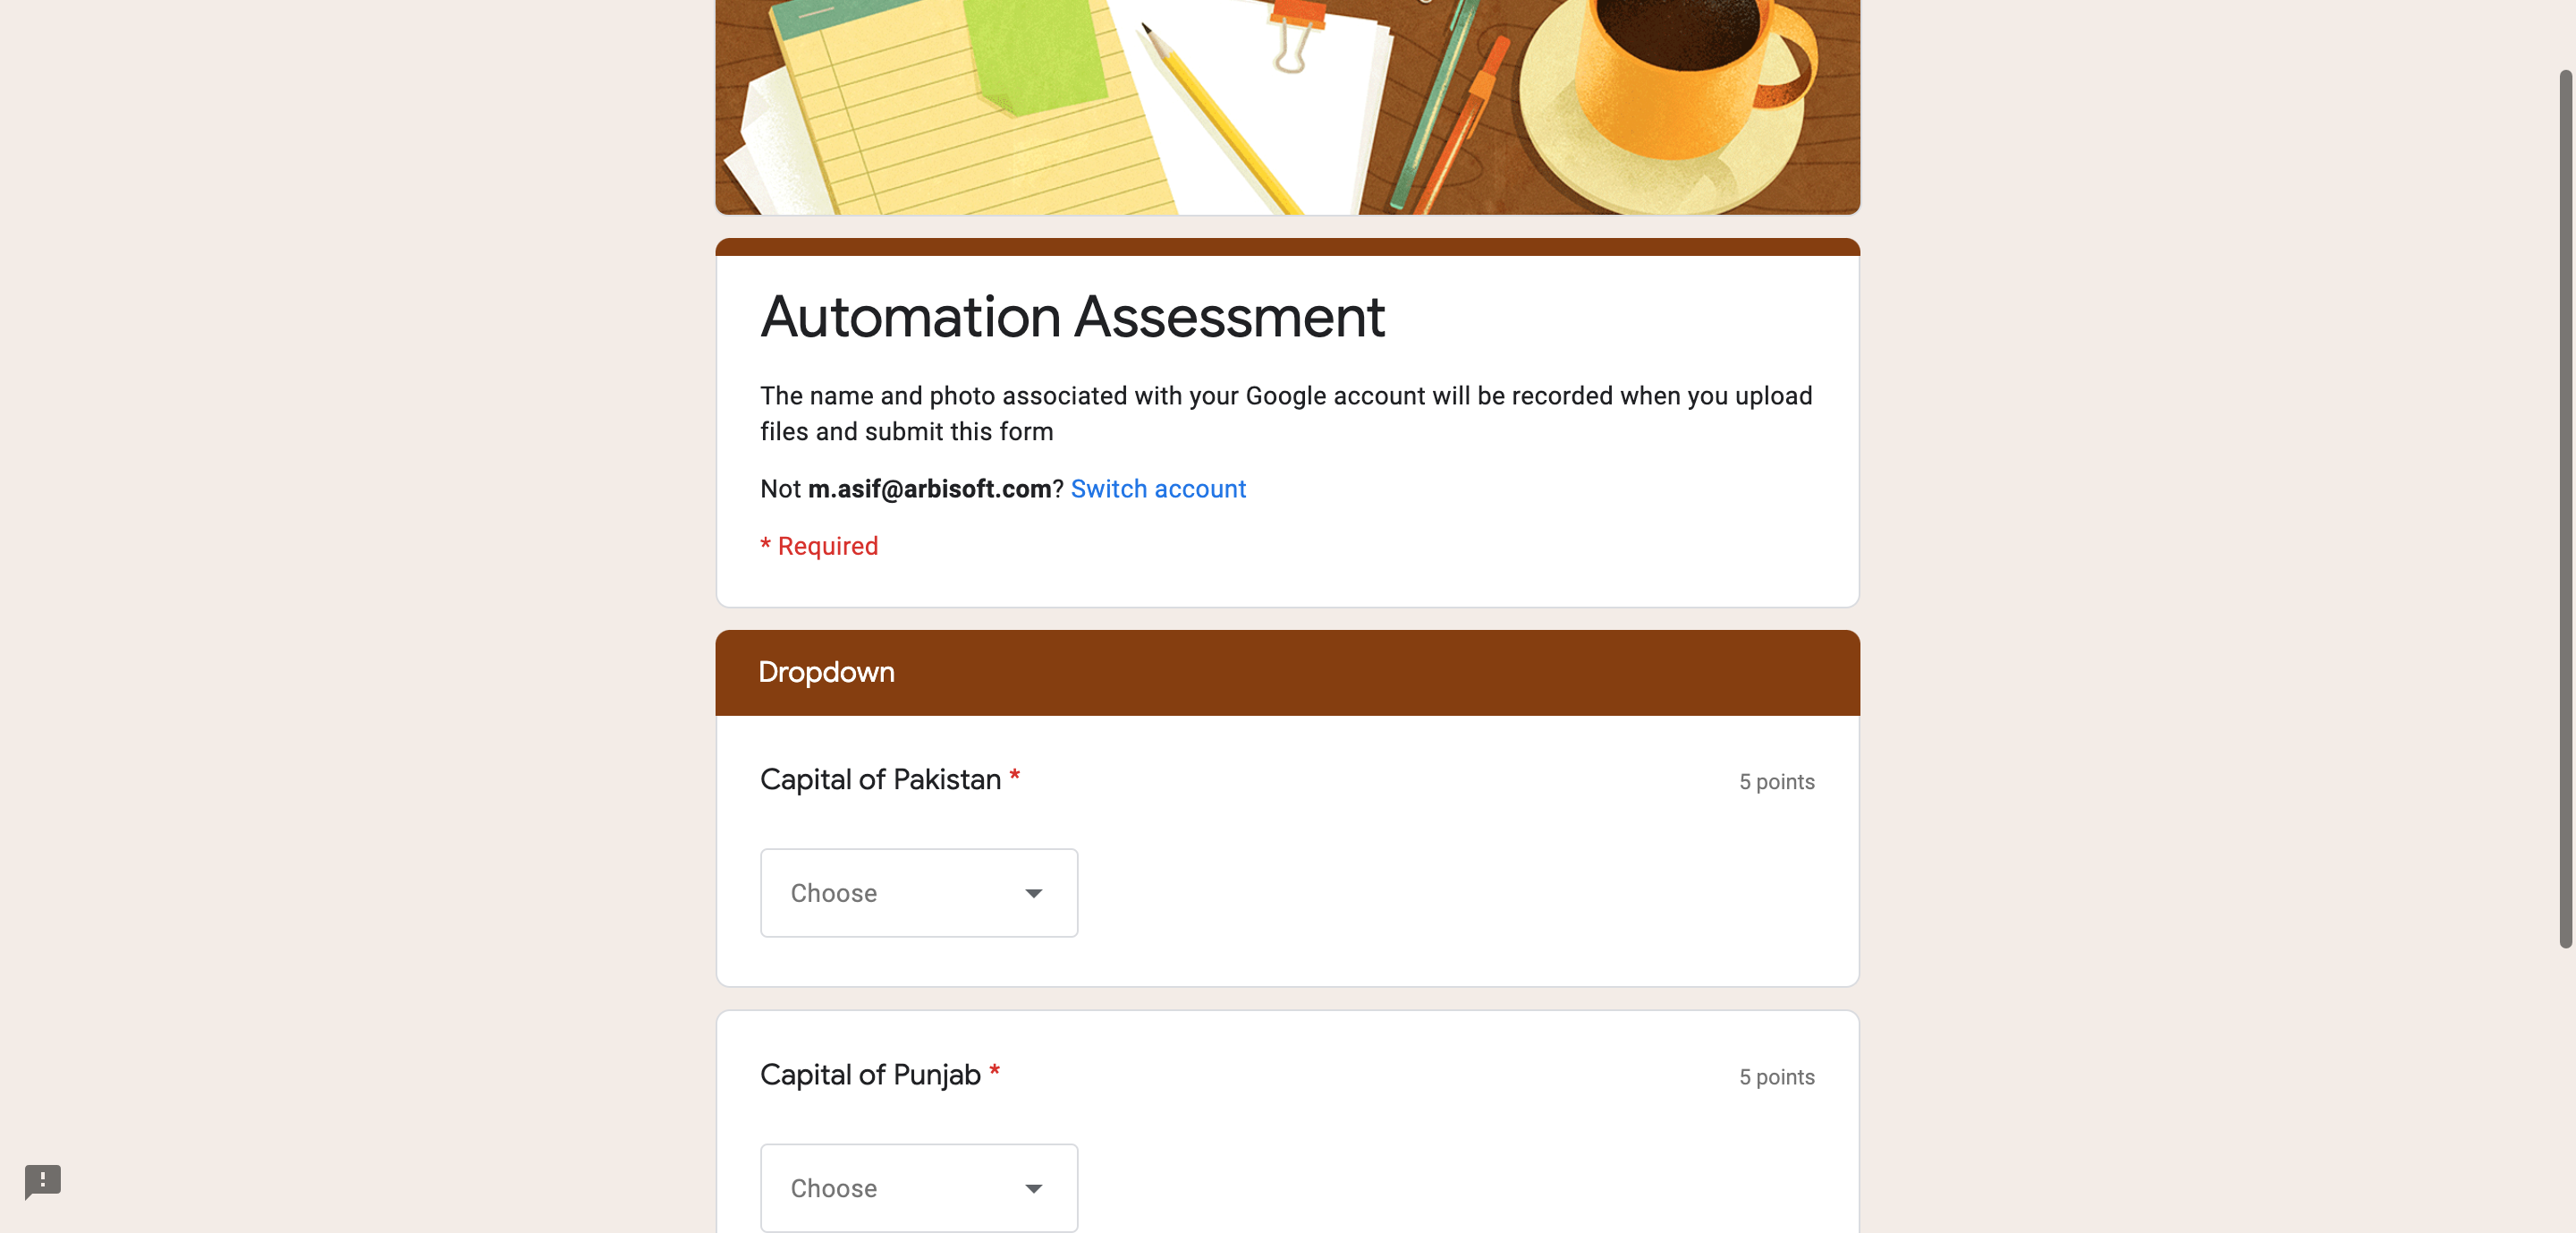 Automation Assessment
The name and photo associated with your Google account will be recorded when you upload
files and submit this form
Not m.asif@arbisoft.com? Switch account
* Required
Dropdown
Capital of Pakistan *
5 points
Choose
Capital of Punjab *
5 points
Choose